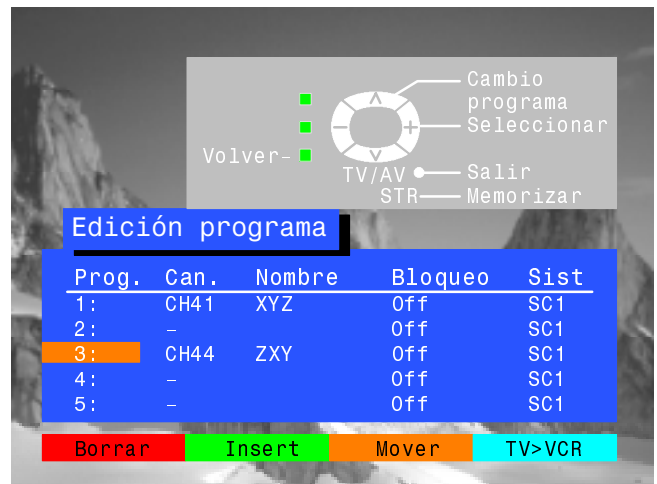 Cambio
programa
Seleccionar
Volver-
TV/AV Salir
STR Memorizar
Edición programa
Prog. Can. Nombre Bloqueo Sist
1: CH41 XYZ Off SC1
2: – Off SC1
3: CH44 ZXY Off SC1
4: – Off SC1
5: – Off SC1
Borrar Insert Mover TV>VCR